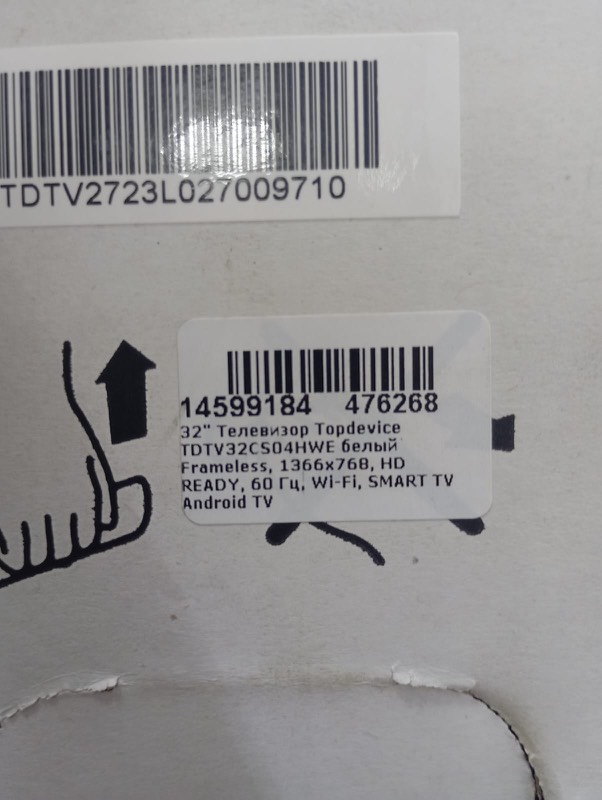 TDTV2723L027009710
14599184 476268
32" Телевизор Topdevice
TDTV32CS04HWE белый
Frameless, 1366x768, HD
READY, 60 Гц, Wi-Fi, SMART TV
Android TV